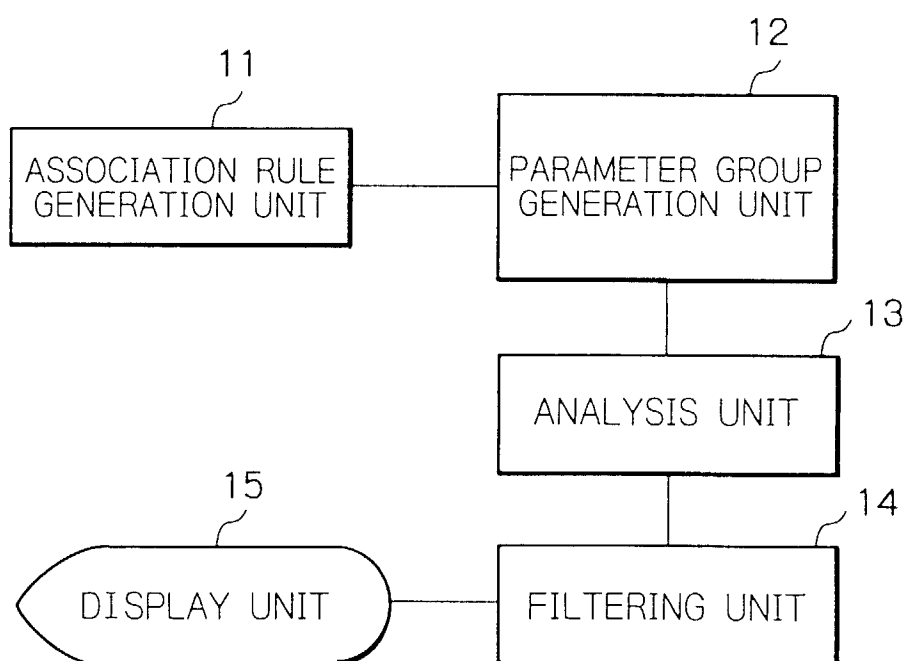 11
12
ASSOCIATION RULE
GENERATION UNIT
PARAMETER GROUP
GENERATION UNIT
13
ANALYSIS UNIT
15
14
DISPLAY UNIT
FILTERING UNIT